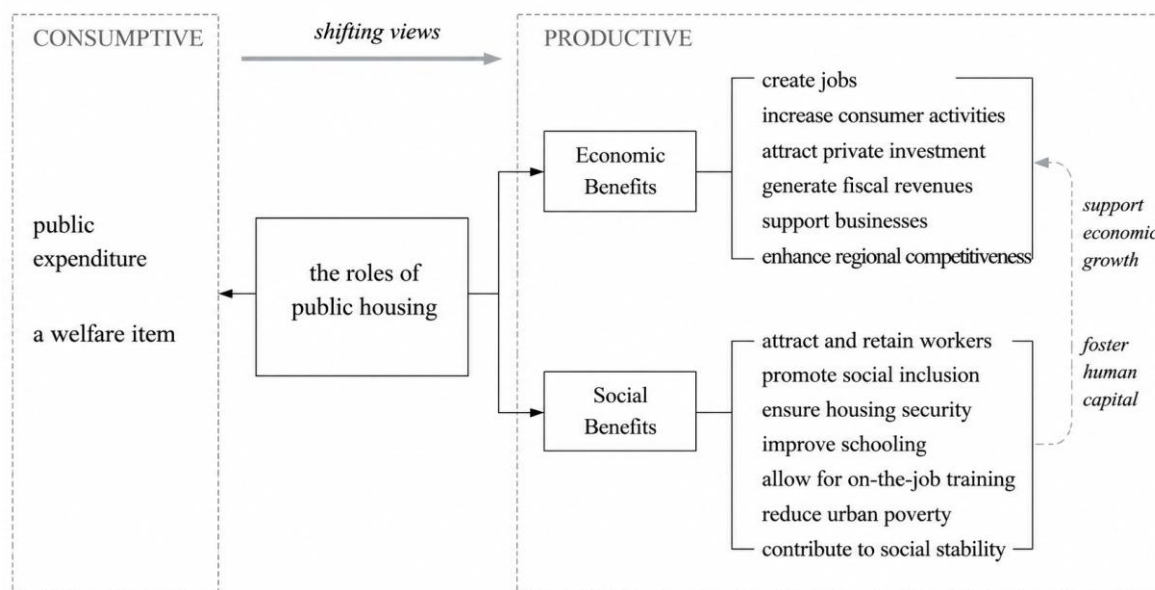 CONSUMPTIVE
shifting views
PRODUCTIVE
public
expenditure
a welfare item
the roles of
public housing
Economic
Benefits
create jobs
increase consumer activities
attract private investment
generate fiscal revenues
support businesses
enhance regional competitiveness
support
economic
growth
Social
Benefits
attract and retain workers
promote social inclusion
ensure housing security
improve schooling
allow for on-the-job training
reduce urban poverty
contribute to social stability
foster
human
capital